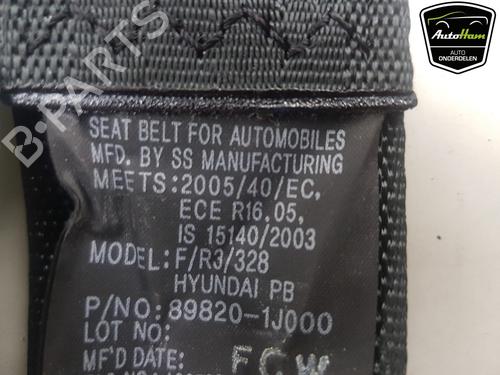 AutoHam
AUTO
ONDERDELEN
B-PARTS
SEAT BELT FOR AUTOMOBILES
MFD. BY SS MANUFACTURING
MEETS:2005/40/EC,
ECE R16.05,
IS 15140/2003
MODEL: F/R3/328
HYUNDAI PB
P/NO: 89820-1J000
LOT NO:
MF'D DATE: FCW